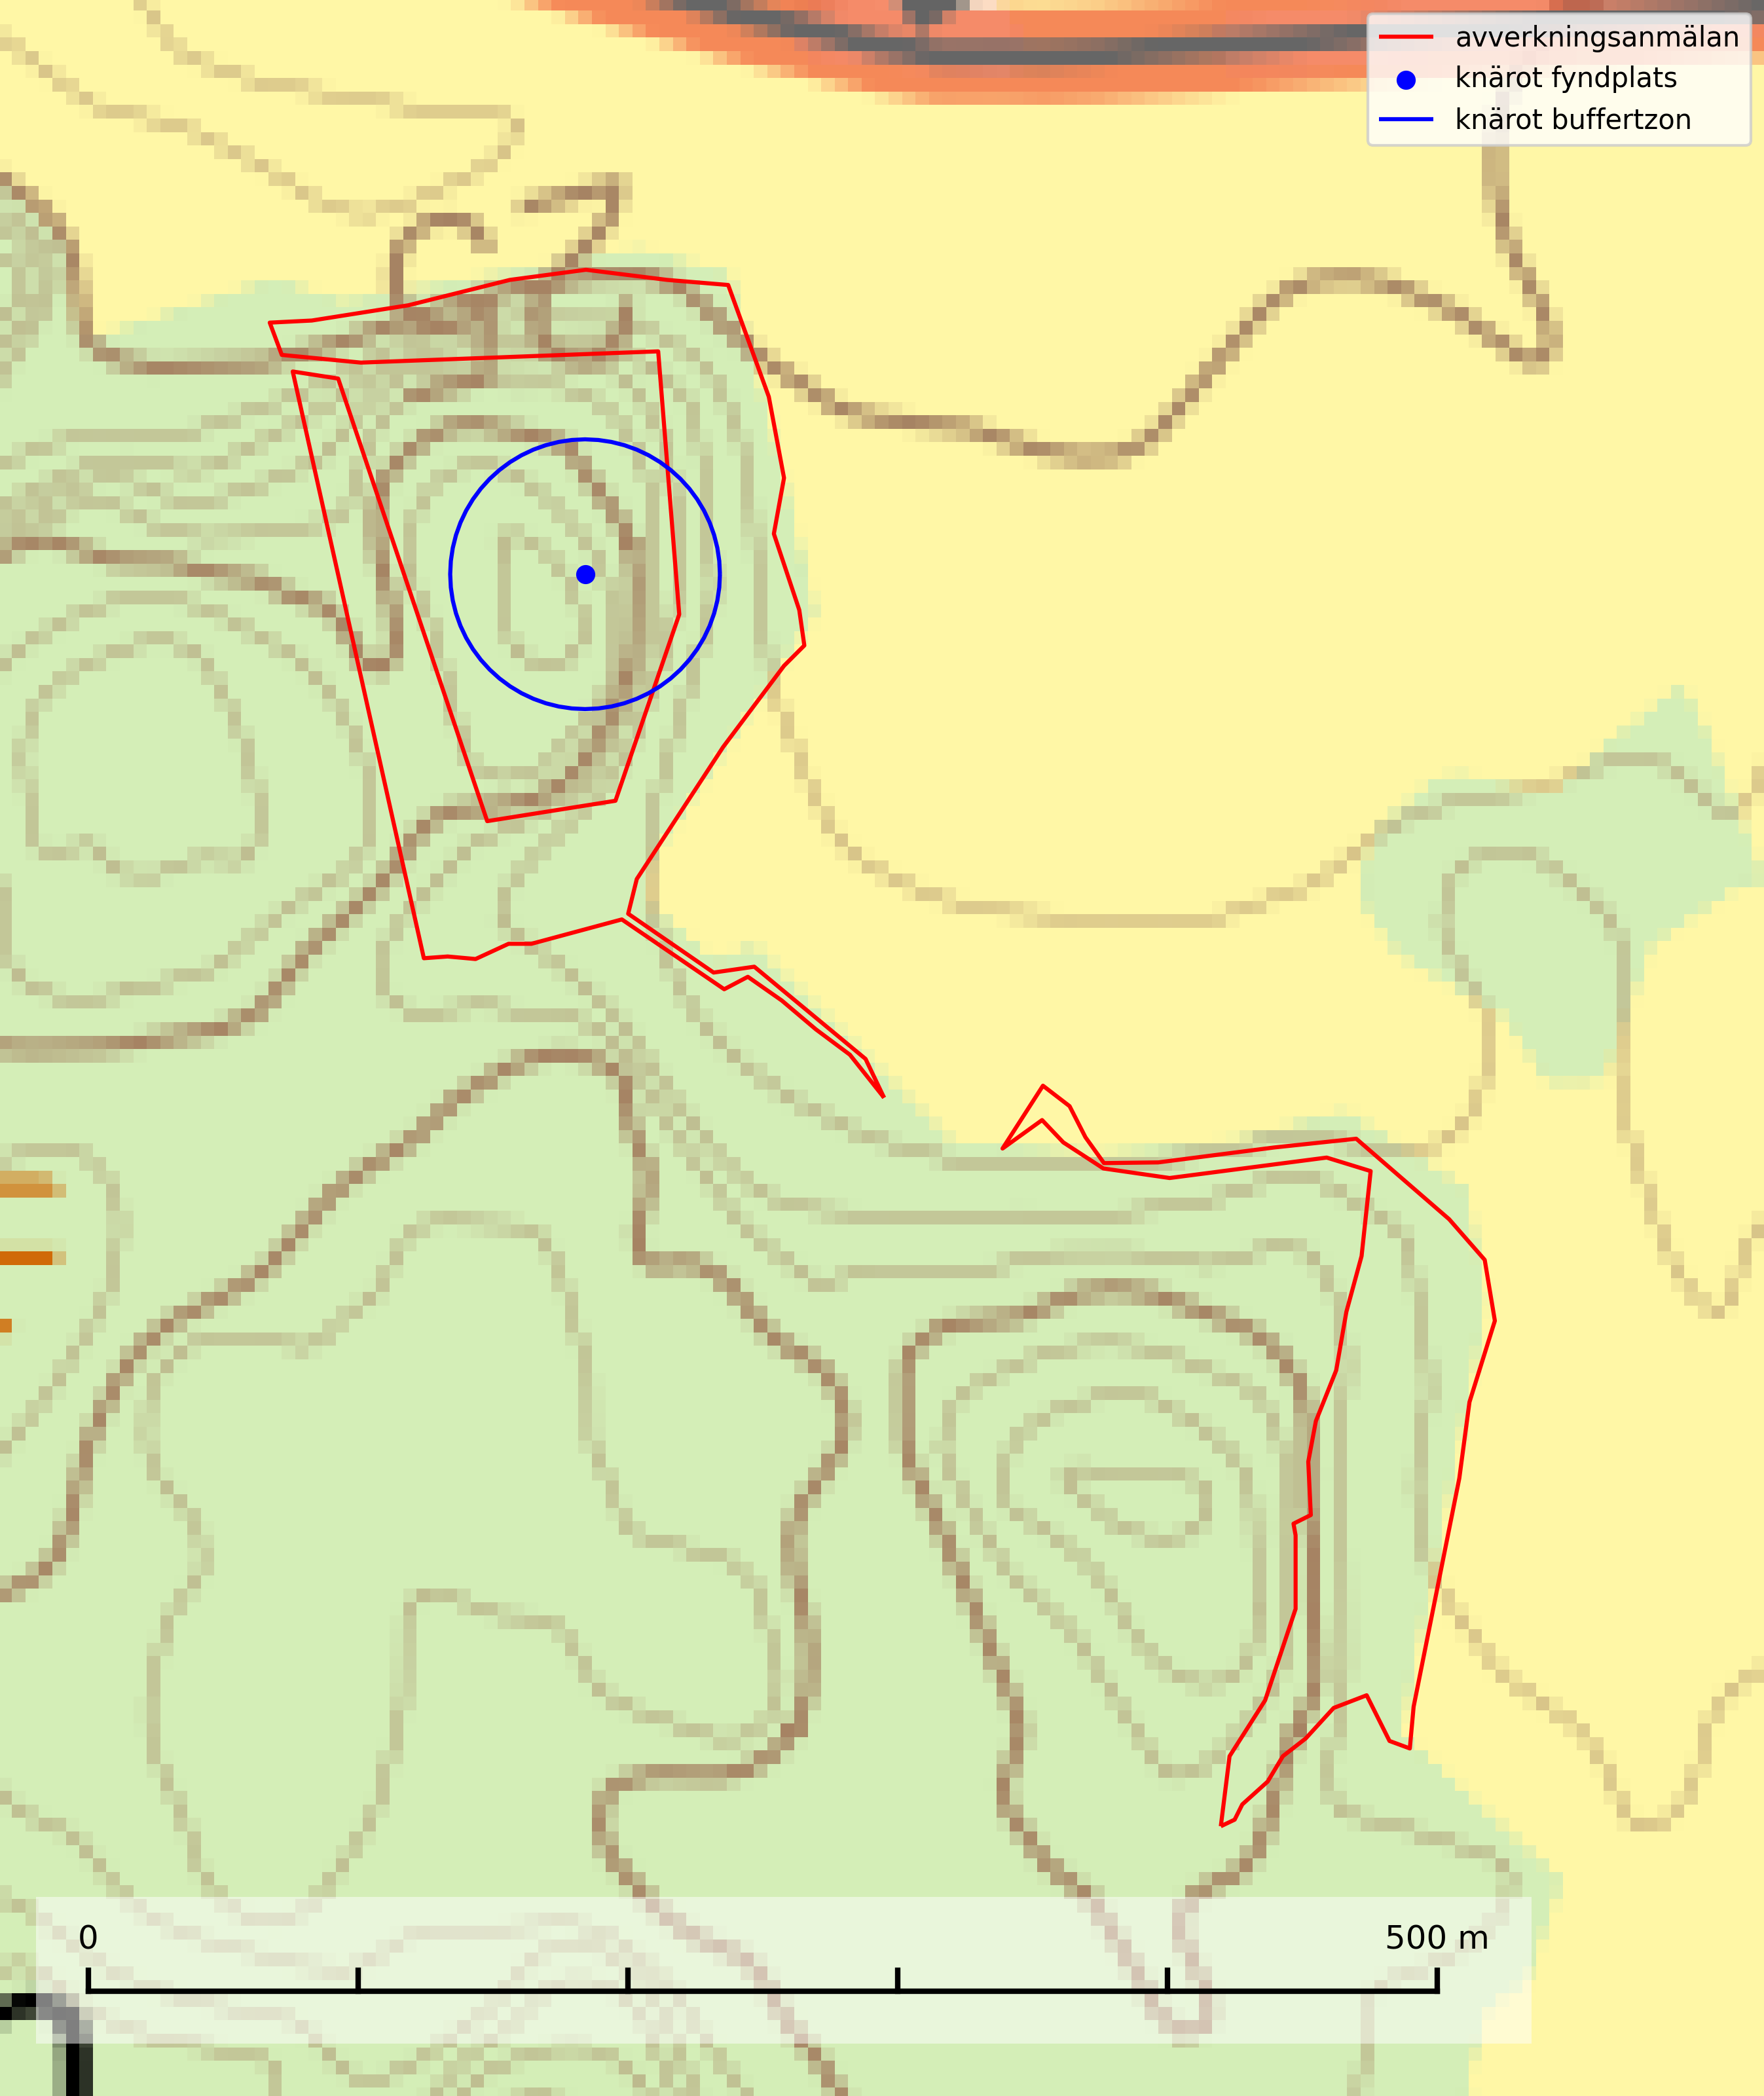 avverkningsanmälan
knärot fyndplats
knärot buffertzon
0 500 m